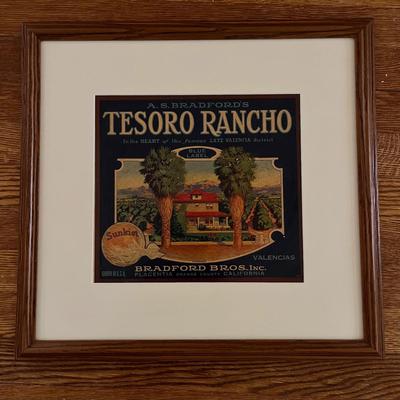 A.S. BRADFORD'S
TESORO RANCHO
In the HEART of the Famous LATE VALENCIA district
BLUE
LABEL
Sunkist
VALENCIAS
BRADFORD BROS. INC.
PLACENTIA ORANGE COUNTY CALIFORNIA